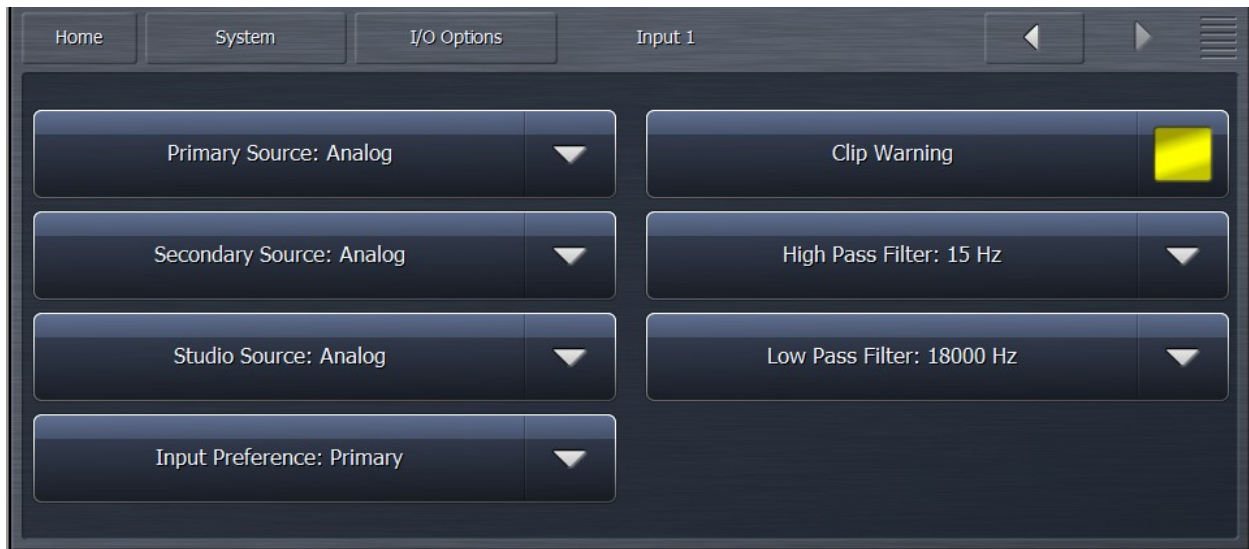 Home
System
I/O Options
Input 1
Primary Source: Analog
Clip Warning
Secondary Source: Analog
High Pass Filter: 15 Hz
Studio Source: Analog
Low Pass Filter: 18000 Hz
Input Preference: Primary